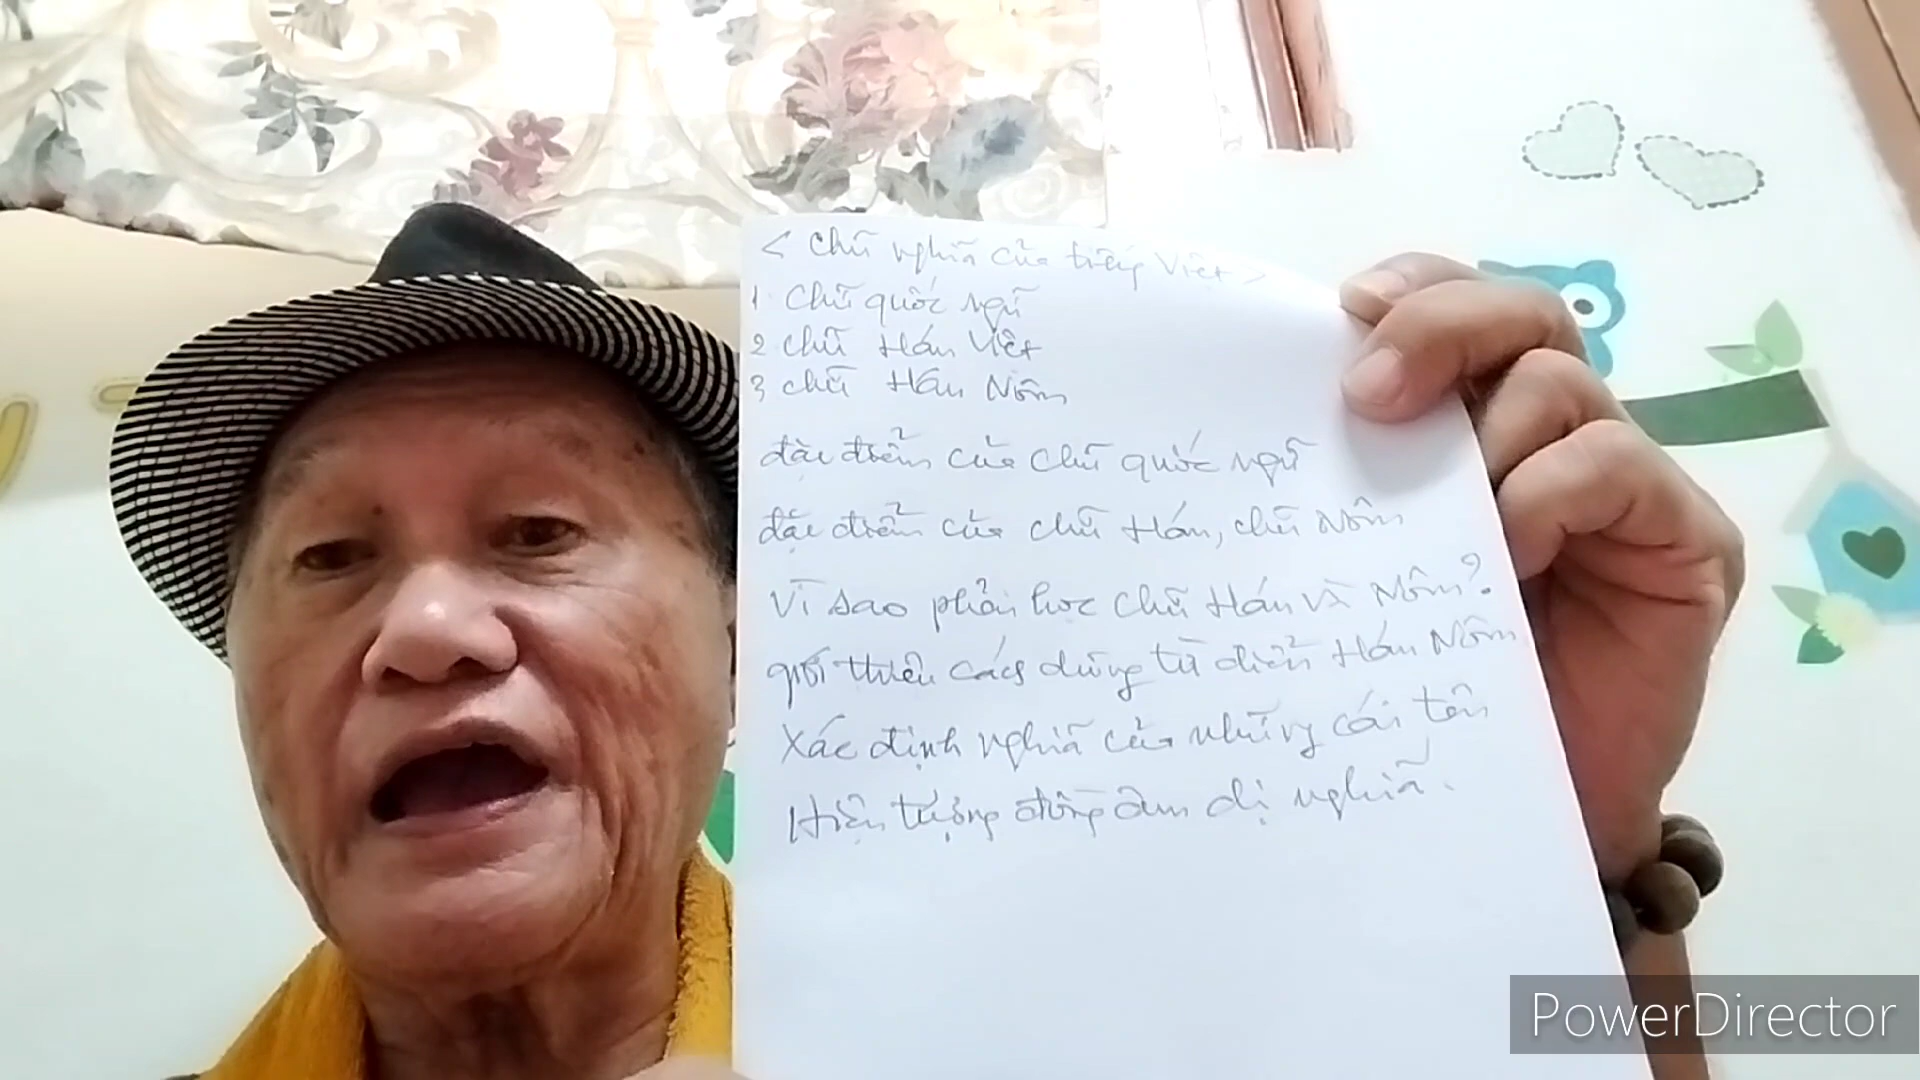 < Chữ nghĩa của tiếng Việt >
1. Chữ quốc ngữ
2 chữ Hán Việt
3 chữ Hán Nôm
đặc điểm của chữ quốc ngữ
đặc điểm của chữ Hán, chữ Nôm
Vì sao phải học chữ Hán và Nôm?
giới thiệu cách dùng từ điển Hán Nôm
Xác định nghĩa của những cái tên
Hiện tượng đồng âm dị nghĩa.
PowerDirector